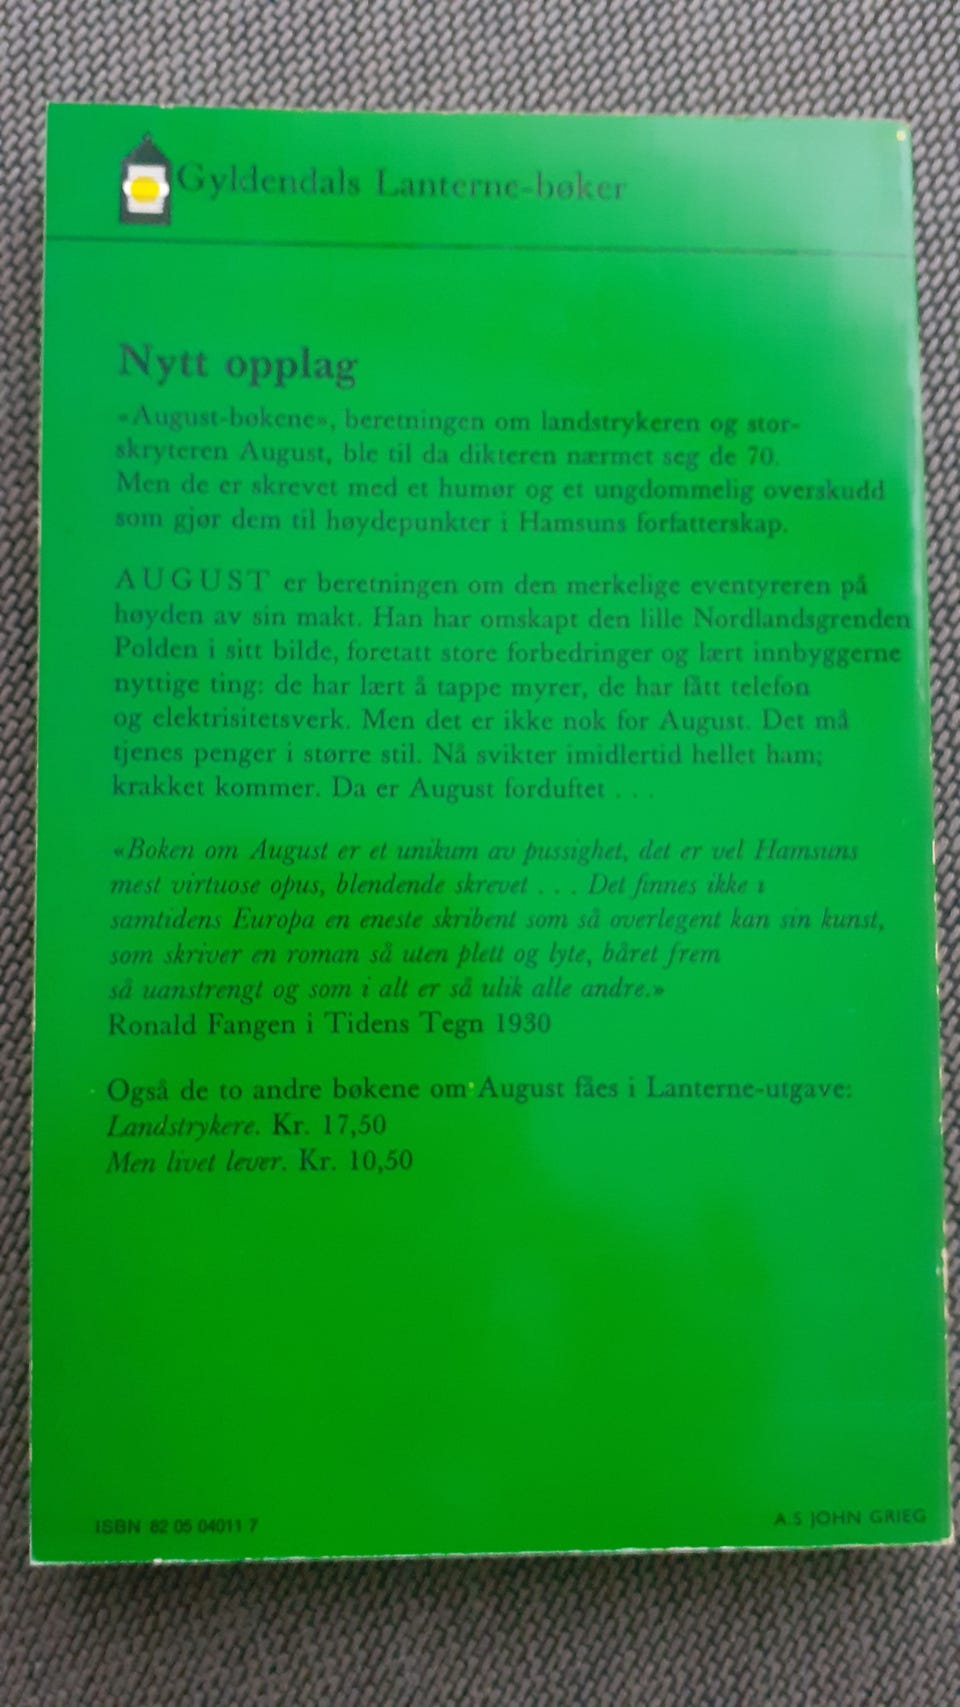 Gyldendals Lanterne-bøker
Nytt opplag
«August-bøkene», beretningen om landstrykeren og stor-
skryteren August, ble til da dikteren nærmet seg de 70.
Men de er skrevet med et humør og et ungdommelig overskudd
som gjør dem til høydepunkter i Hamsuns forfatterskap.
AUGUST er beretningen om den merkelige eventyreren på
høyden av sin makt. Han har omskapt den lille Nordlandsgrenden
Polden i sitt bilde, foretatt store forbedringer og lært innbyggerne
nyttige ting: de har lært å tappe myrer, de har fått telefon
og elektrisitetsverk. Men det er ikke nok for August. Det må
tjenes penger i større stil. Nå svikter imidlertid hellet ham;
krakket kommer. Da er August forduftet . . .
«Boken om August er et unikum av pussighet, det er vel Hamsuns
mest virtuose opus, blendende skrevet . . . Det finnes ikke i
samtidens Europa en eneste skribent som så overlegent kan sin kunst,
som skriver en roman så uten plett og lyte, båret frem
så uanstrengt og som i alt er så ulik alle andre.»
Ronald Fangen i Tidens Tegn 1930
Også de to andre bøkene om August fåes i Lanterne-utgave:
Landstrykere. Kr. 17,50
Men livet lever. Kr. 10,50
ISBN 82 05 04011 7
A.S JOHN GRIEG